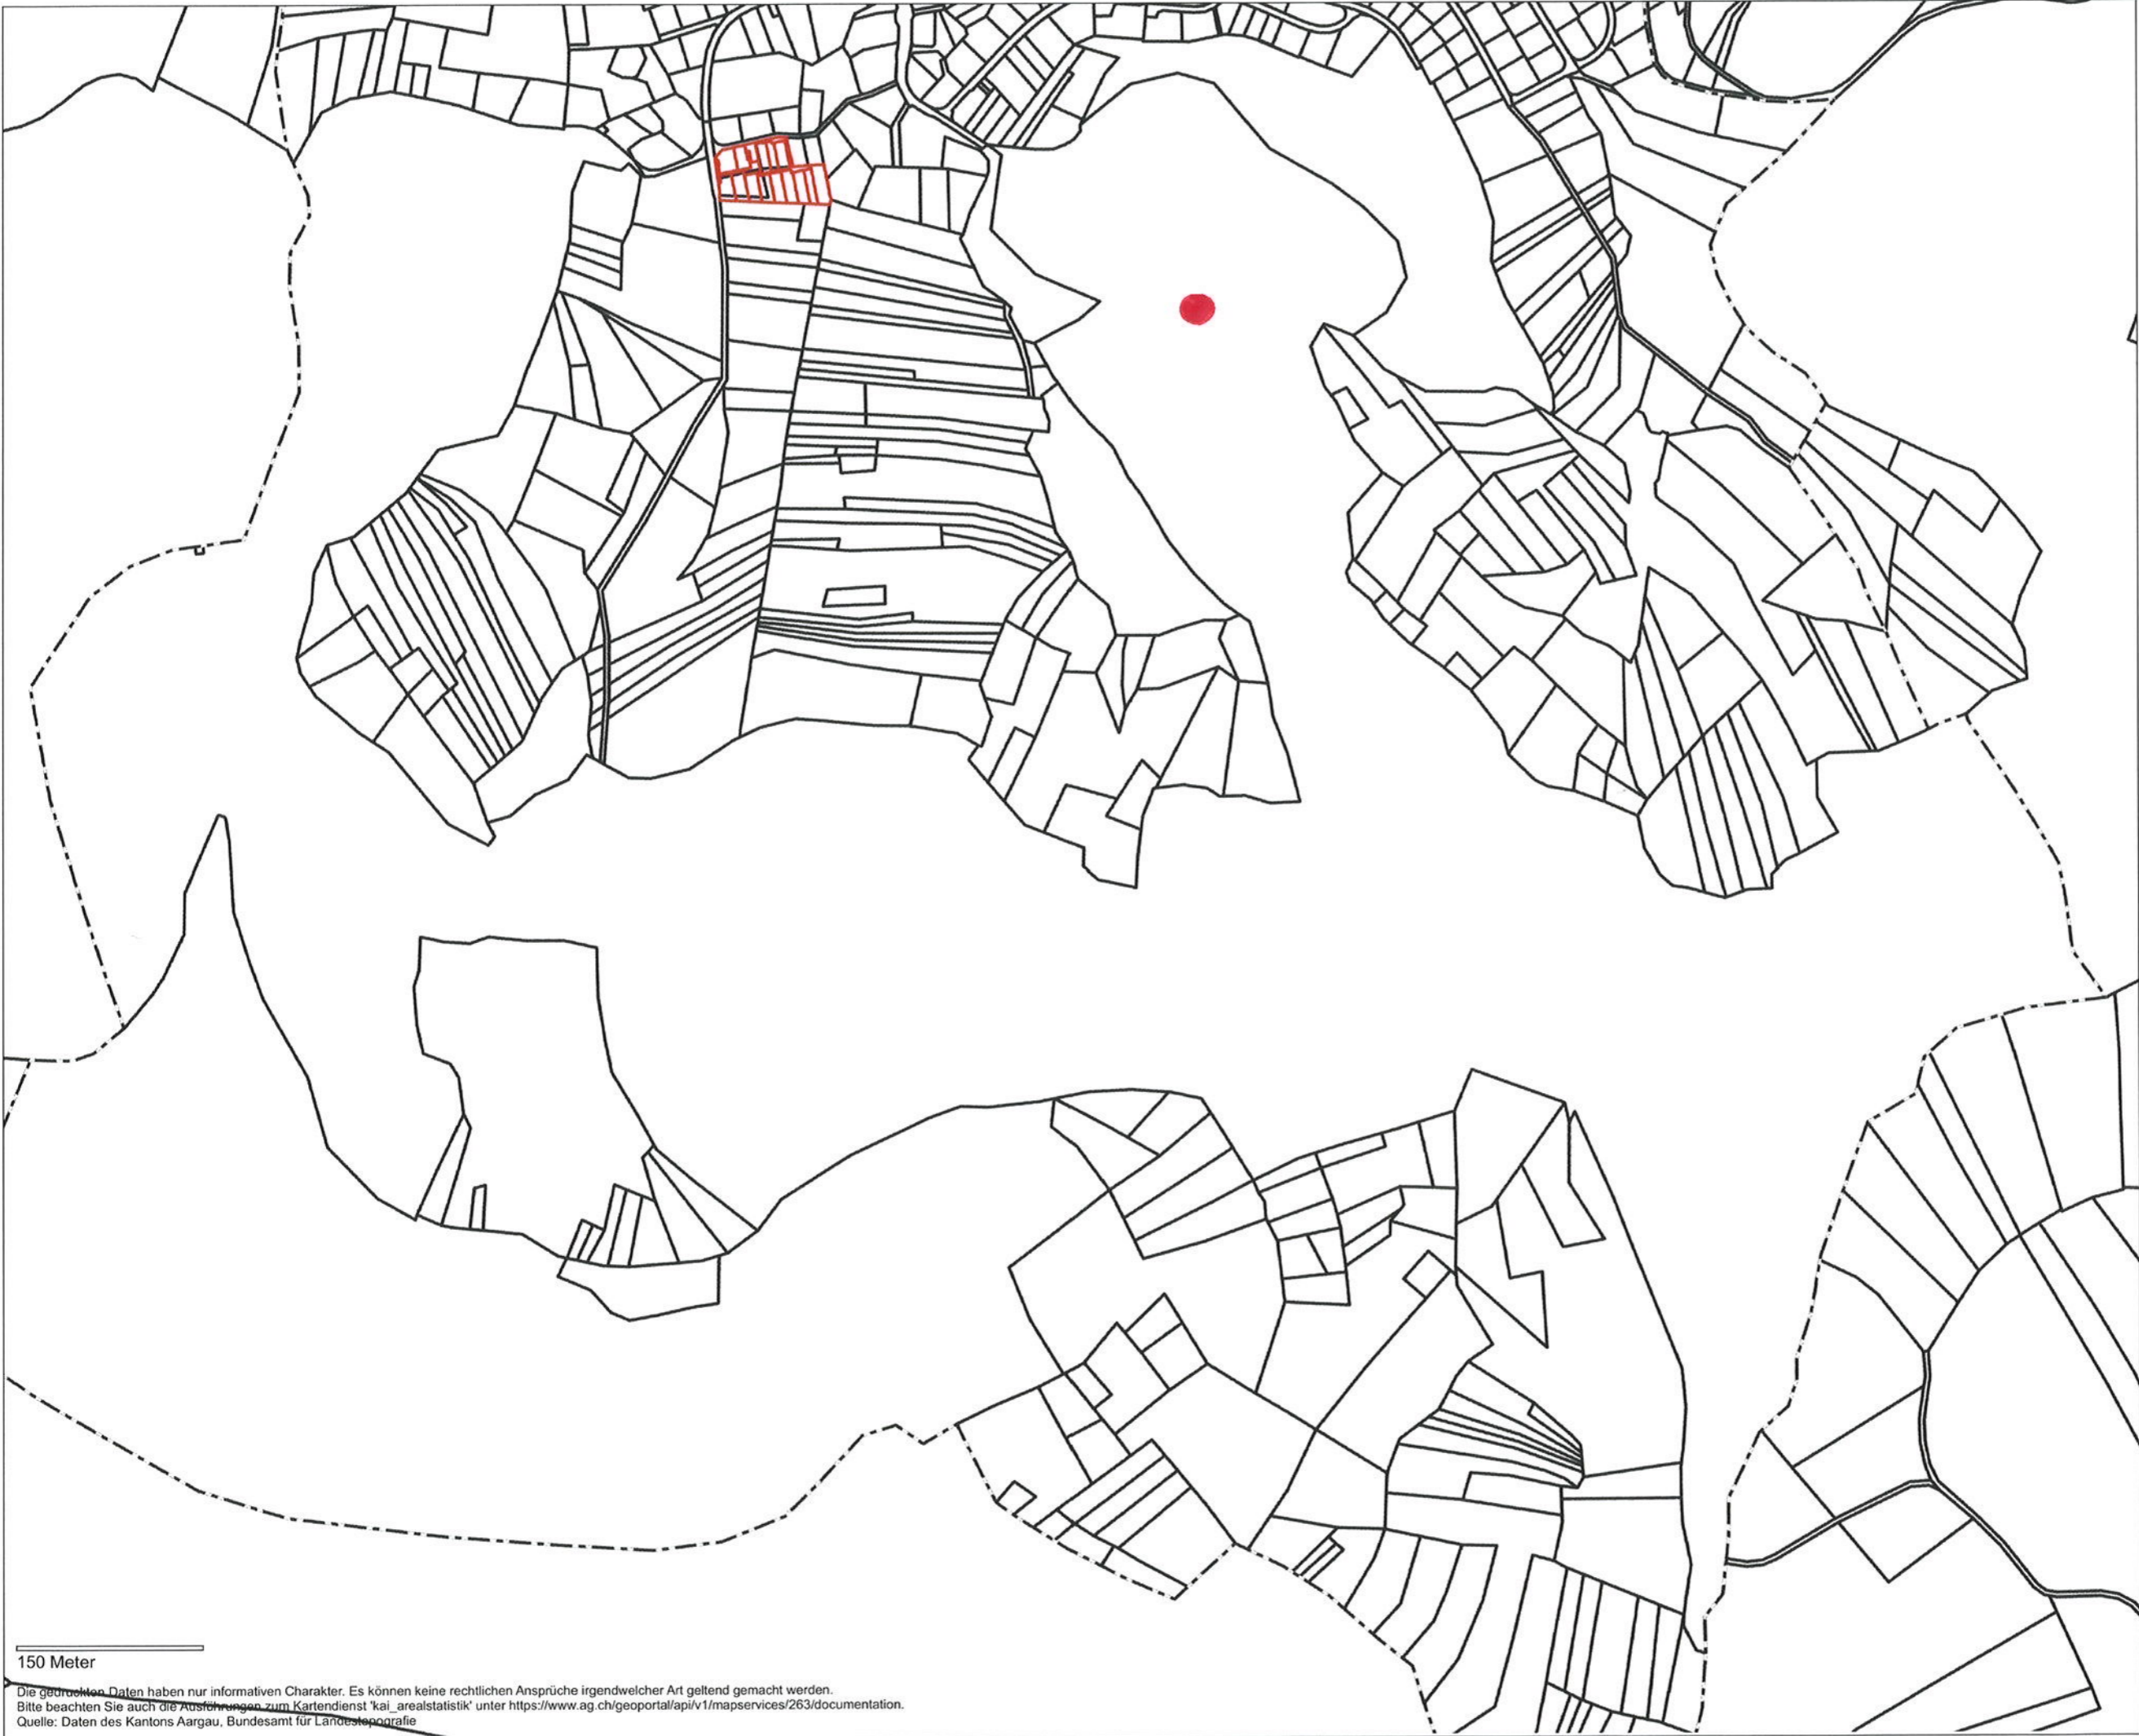 150 Meter
Die gedruckten Daten haben nur informativen Charakter. Es können keine rechtlichen Ansprüche irgendwelcher Art geltend gemacht werden.
Bitte beachten Sie auch die Ausführungen zum Kartendienst 'kai_arealstatistik' unter https://www.ag.ch/geoportal/api/v1/mapservices/263/documentation.
Quelle: Daten des Kantons Aargau, Bundesamt für Landestopografie